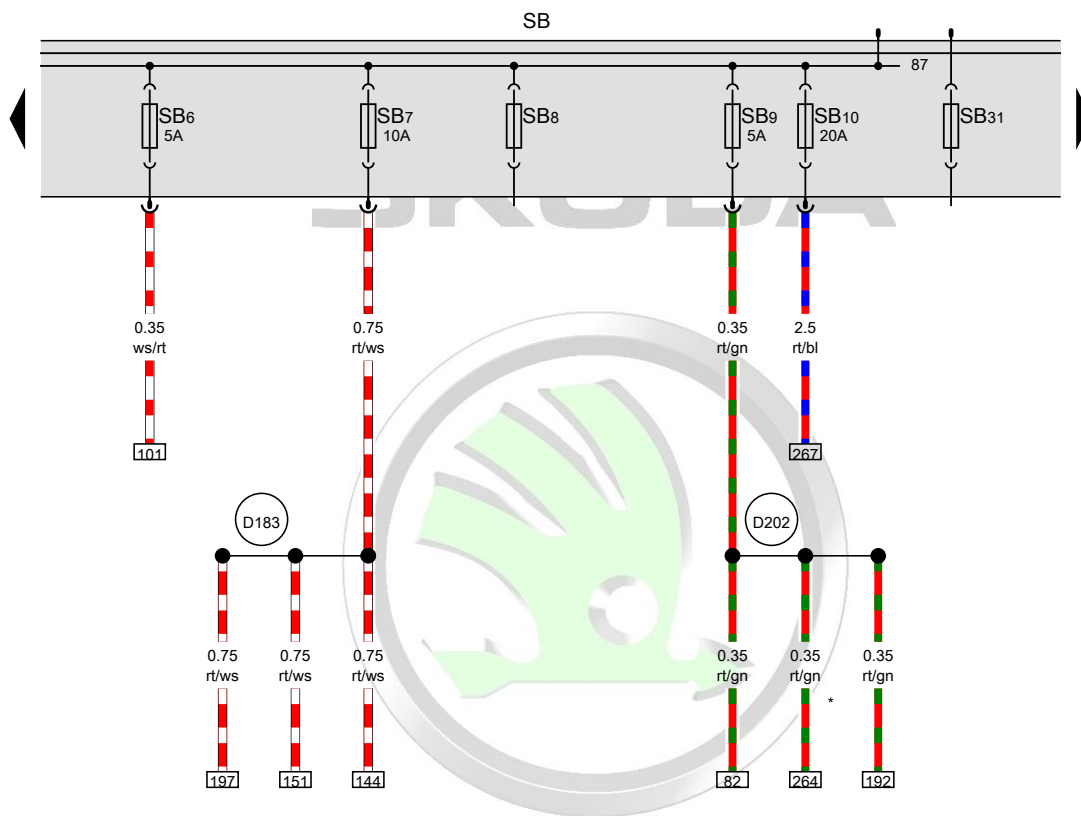 SB
87
SB6
5A
SB7
10A
SB8
SB9
5A
SB10
20A
SB31
SKODA
0.35
ws/rt
0.75
rt/ws
0.35
rt/gn
2.5
rt/bl
101
267
D183
D202
0.75
rt/ws
0.75
rt/ws
0.75
rt/ws
0.35
rt/gn
0.35
rt/gn
*
0.35
rt/gn
197
151
144
82
264
192